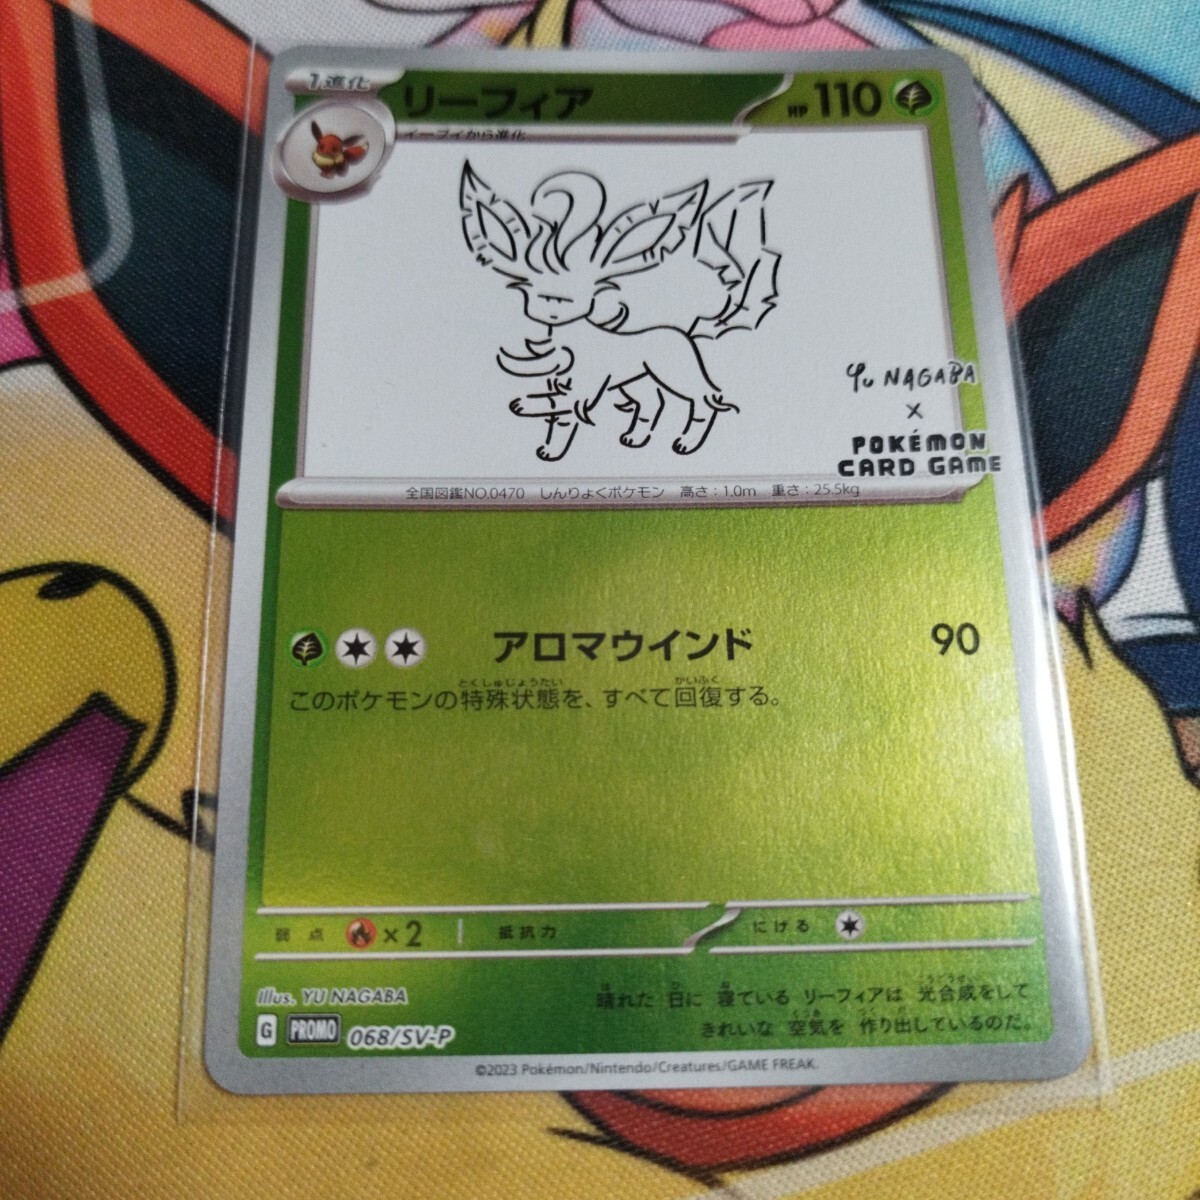 1進化
リーフィア
HP 110
イーブイから進化
Yu NAGABA
×
POKÉMON
CARD GAME
全国図鑑NO.0470 しんりょくポケモン 高さ:1.0m 重さ:25.5kg
アロマウインド 90
このポケモンの特殊状態を、すべて回復する。
弱点 ×2 抵抗力 にげる
Illus. YU NAGABA
晴れた 日に 寝ている リーフィアは 光合成をして
きれいな 空気を 作り出しているのだ。
G PROMO 068/SV-P
©2023 Pokémon/Nintendo/Creatures/GAME FREAK.